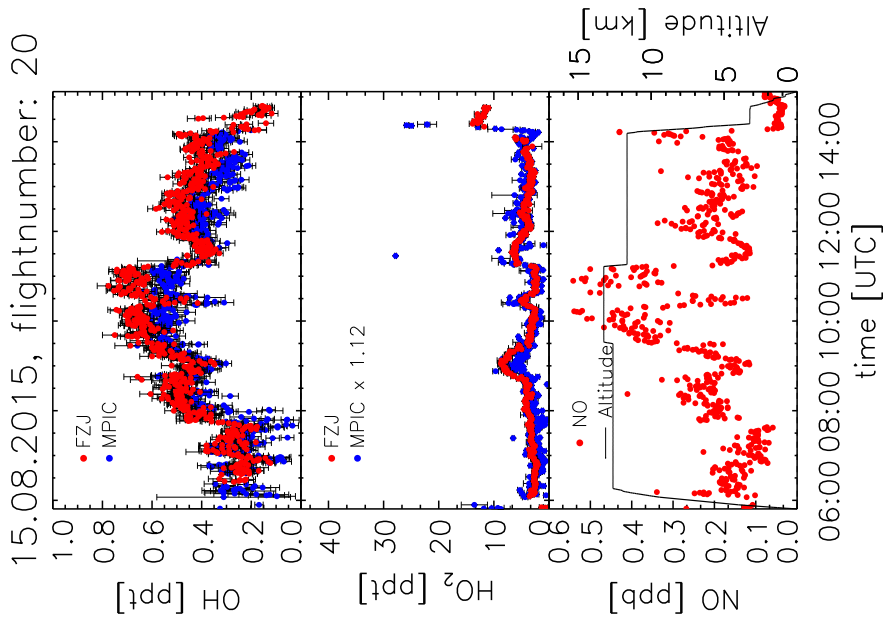 15.08.2015, flightnumber: 20
OH [ppt]
1.0
0.8
0.6
0.4
0.2
0.0
FZJ
MPIC
HO₂ [ppt]
40
30
20
10
0
FZJ
MPIC x 1.12
NO [ppb]
0.6
0.5
0.4
0.3
0.2
0.1
0.0
NO
Altitude
Altitude [km]
15
12
8
4
0
06:00 08:00 10:00 12:00 14:00
time [UTC]